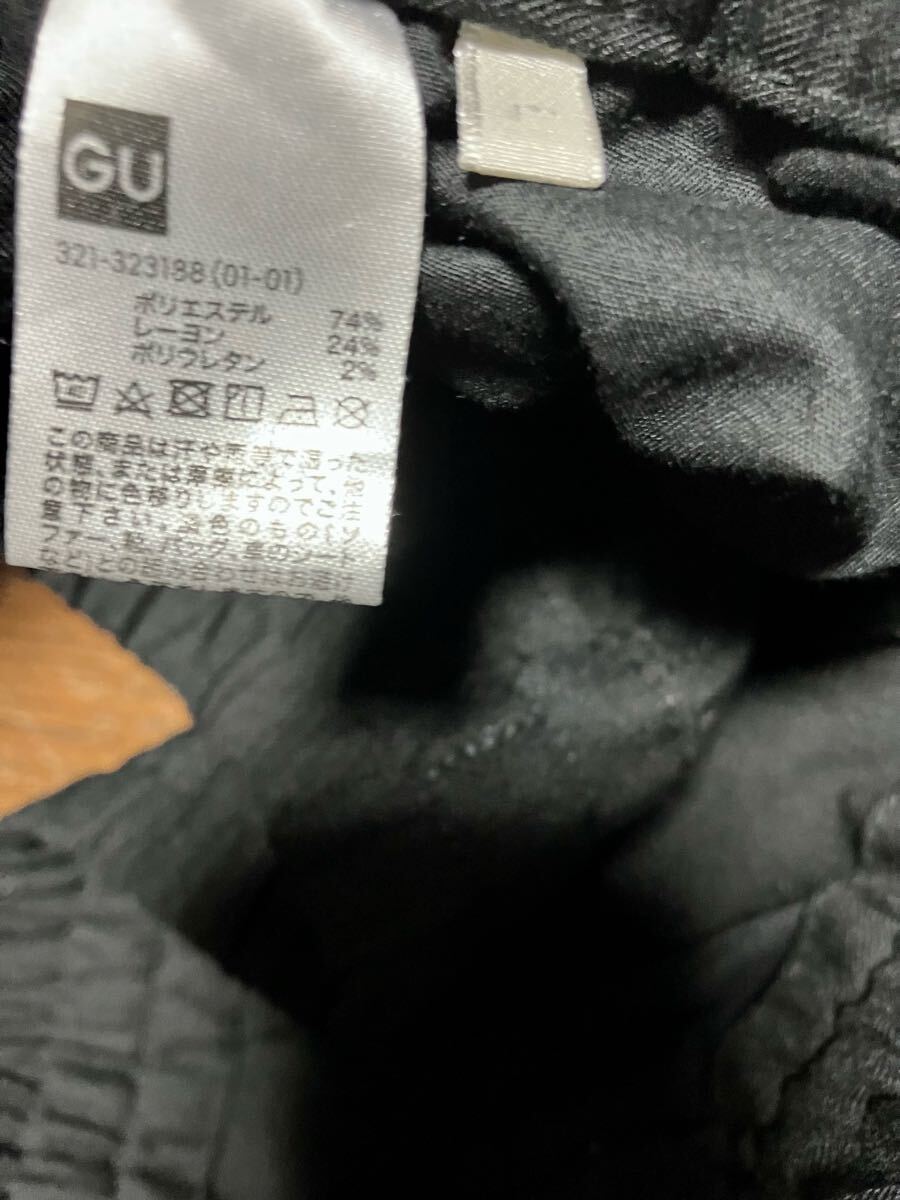 GU
321-323188(01-01)
ポリエステル 74%
レーヨン 24%
ポリウレタン 2%
この商品は汗や雨等で湿った
状態、または摩擦によって、他
の物に色移りしますのでご注
意下さい。淡色のもの(ソ
ファー、靴、バッグ、車のシート
など)との組み合わせはお避け